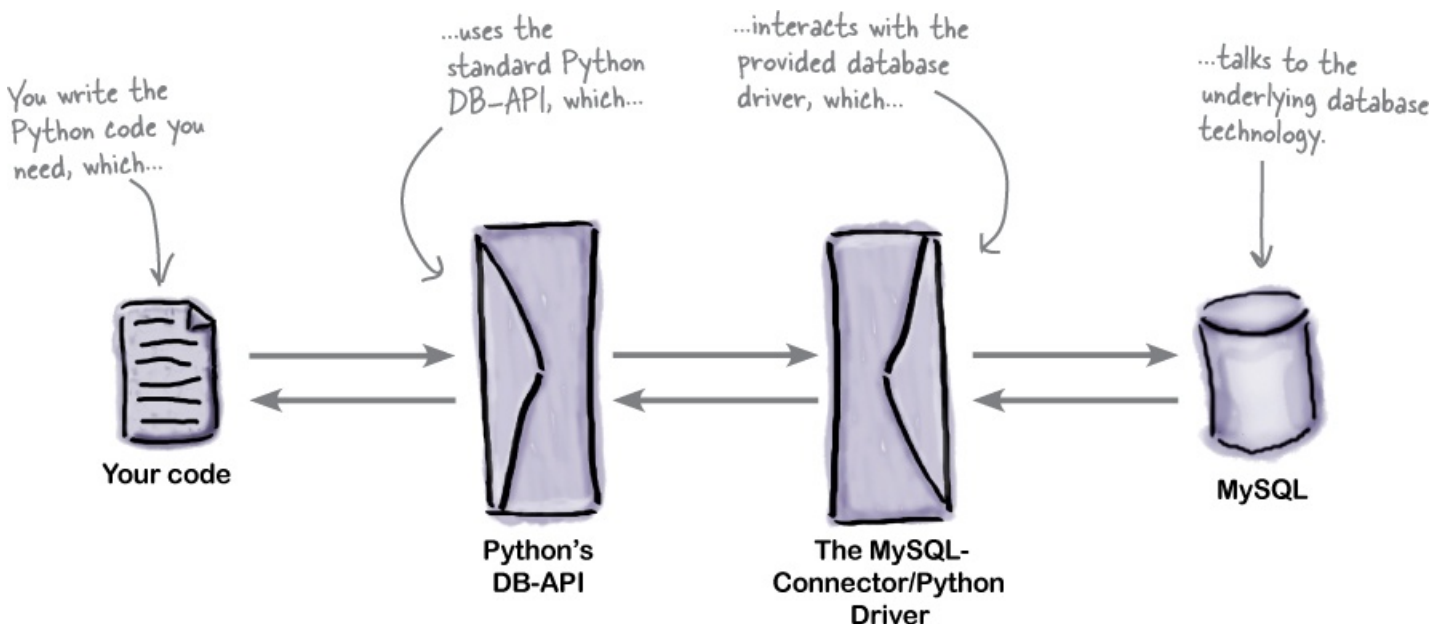 You write the
Python code you
need, which...
...uses the
standard Python
DB-API, which...
...interacts with the
provided database
driver, which...
...talks to the
underlying database
technology.
Your code
Python's
DB-API
The MySQL-
Connector/Python
Driver
MySQL